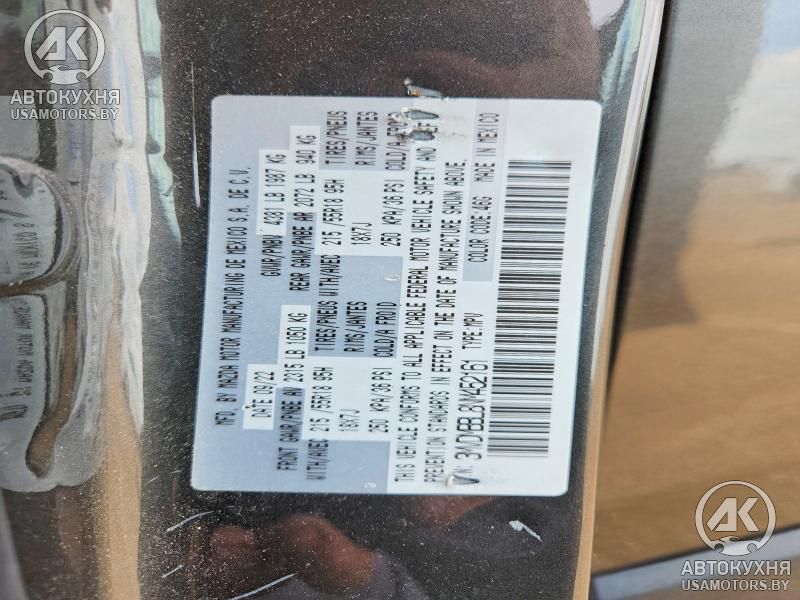 АК
АВТОКУХНЯ
USAMOTORS.BY
MFD. BY MAZDA MOTOR MANUFACTURING DE MEXICO S.A. DE C.V.
DATE 09/22 GVWR/PNBV 4281 LB 1987 KG
FRONT GAWR/PNBE AV 2315 LB 1050 KG REAR GAWR/PNBE AR 2072 LB 940 KG
WITH/AVEC 215 /55R18 95H TIRES/PNEUS WITH/AVEC 215 /55R18 95H TIRES/PNEUS
18X7J RIMS/JANTES 18X7J RIMS/JANTES
250 KPA/36 PSI COLD/A FROID 250 KPA/36 PSI COLD/A FROID
THIS VEHICLE CONFORMS TO ALL APPLICABLE FEDERAL MOTOR VEHICLE SAFETY AND
PREVENTION STANDARDS IN EFFECT ON THE DATE OF MANUFACTURE SHOWN ABOVE.
TYPE:MPV COLOR CODE:46G MADE IN MEXICO
АК
АВТОКУХНЯ
USAMOTORS.BY